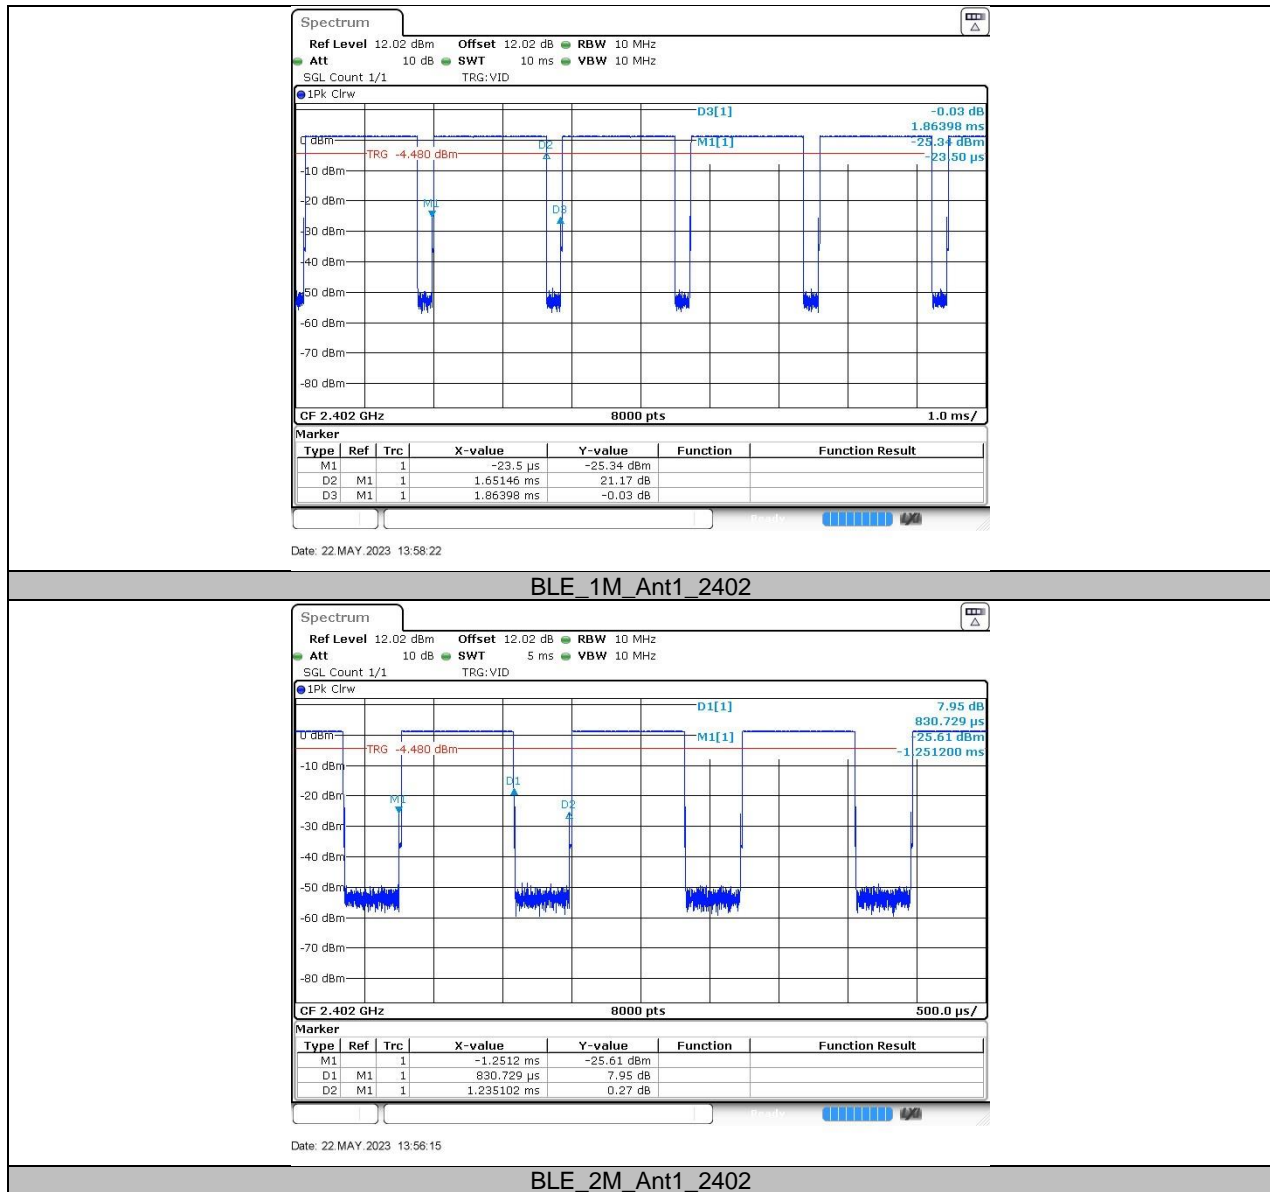 Spectrum
Ref Level 12.02 dBm Offset 12.02 dB RBW 10 MHz
Att 10 dB SWT 10 ms VBW 10 MHz
SGL Count 1/1 TRG:VID
1Pk Clrw
D3[1] -0.03 dB
1.86398 ms
0 dBm M1[1] -25.34 dBm
D2
TRG -4.480 dBm -23.50 µs
-10 dBm
-20 dBm
M1 D3
-30 dBm
-40 dBm
-50 dBm
-60 dBm
-70 dBm
-80 dBm
CF 2.402 GHz 8000 pts 1.0 ms/
Marker
Type Ref Trc X-value Y-value Function Function Result
M1 1 -23.5 µs -25.34 dBm
D2 M1 1 1.65146 ms 21.17 dB
D3 M1 1 1.86398 ms -0.03 dB
Ready
Date: 22.MAY.2023 13:58:22
BLE_1M_Ant1_2402
Spectrum
Ref Level 12.02 dBm Offset 12.02 dB RBW 10 MHz
Att 10 dB SWT 5 ms VBW 10 MHz
SGL Count 1/1 TRG:VID
1Pk Clrw
D1[1] 7.95 dB
830.729 µs
0 dBm M1[1] -25.61 dBm
TRG -4.480 dBm -1.251200 ms
-10 dBm
D1
-20 dBm
M1 D2
-30 dBm
-40 dBm
-50 dBm
-60 dBm
-70 dBm
-80 dBm
CF 2.402 GHz 8000 pts 500.0 µs/
Marker
Type Ref Trc X-value Y-value Function Function Result
M1 1 -1.2512 ms -25.61 dBm
D1 M1 1 830.729 µs 7.95 dB
D2 M1 1 1.235102 ms 0.27 dB
Ready
Date: 22.MAY.2023 13:56:15
BLE_2M_Ant1_2402